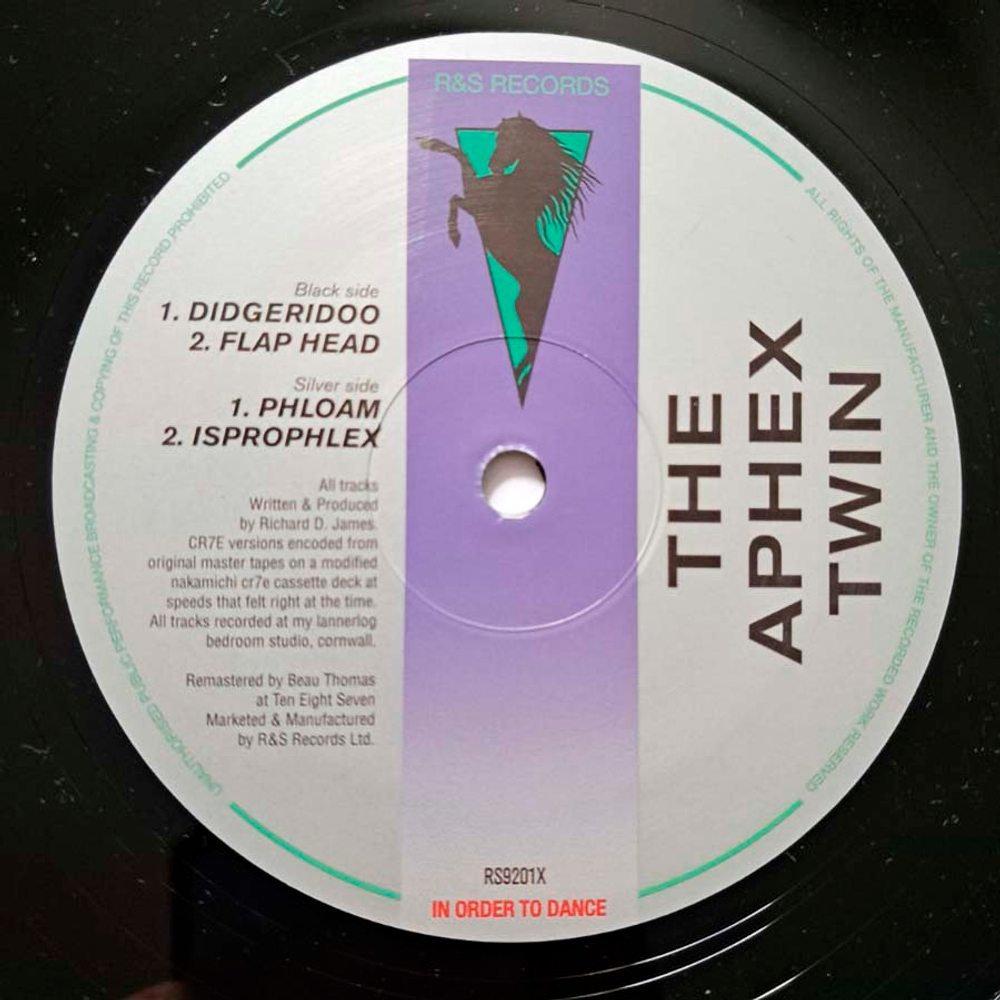 R&S RECORDS
Black side
1. DIDGERIDOO
2. FLAP HEAD
Silver side
1. PHLOAM
2. ISPROPHLEX
All tracks
Written & Produced
by Richard D. James.
CR7E versions encoded from
original master tapes on a modified
nakamichi cr7e cassette deck at
speeds that felt right at the time.
All tracks recorded at my lannerlog
bedroom studio, cornwall.
Remastered by Beau Thomas
at Ten Eight Seven
Marketed & Manufactured
by R&S Records Ltd.
THE
APHEX
TWIN
RS9201X
IN ORDER TO DANCE
ALL RIGHTS OF THE MANUFACTURER AND THE OWNER OF THE RECORDED WORK RESERVED
UNAUTHORISED PUBLIC PERFORMANCE BROADCASTING & COPYING OF THIS RECORD PROHIBITED